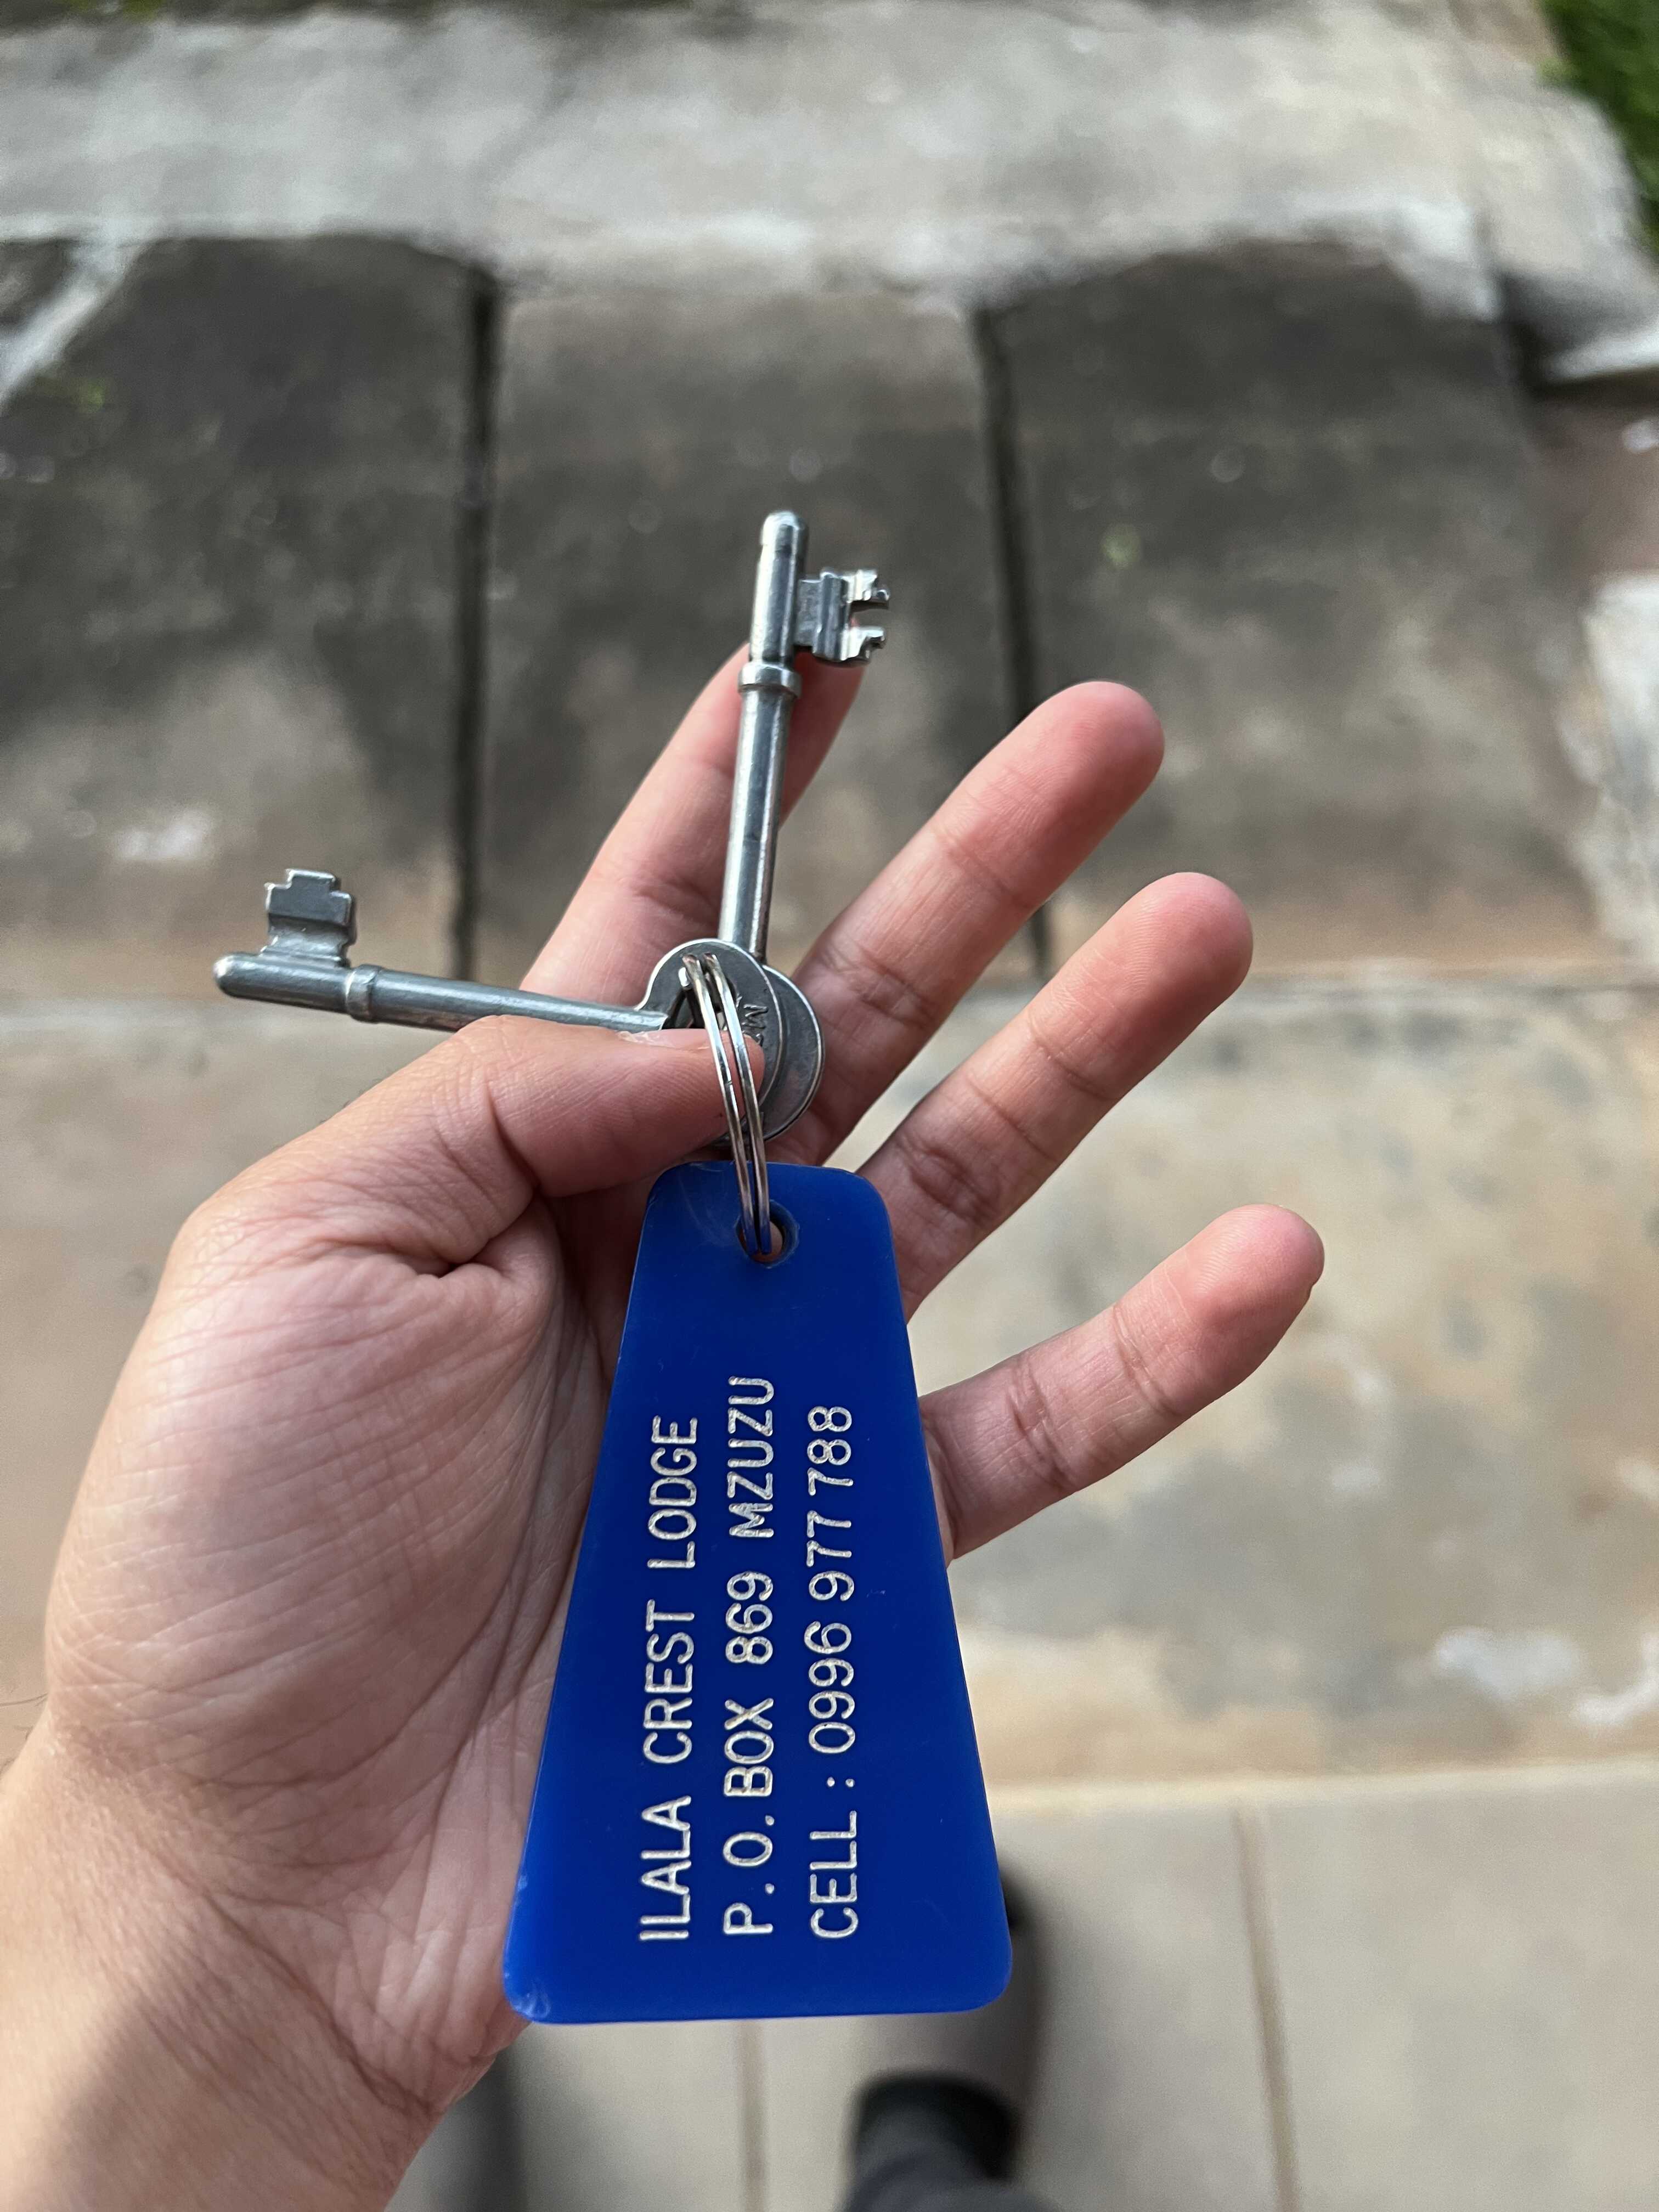 ILALA CREST LODGE
P.O. BOX 869 MZUZU
CELL : 0996 977 788